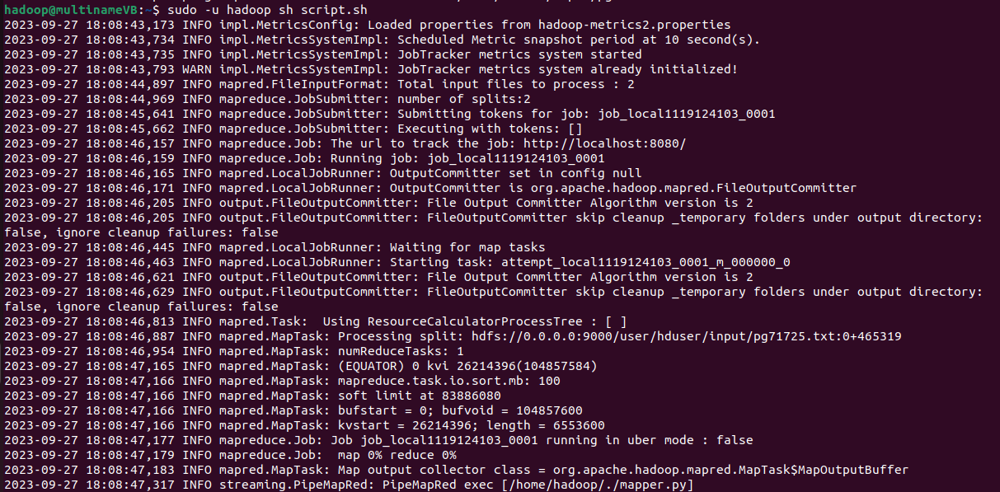 hadoop@multinameVB:~$ sudo -u hadoop sh script.sh
2023-09-27 18:08:43,173 INFO impl.MetricsConfig: Loaded properties from hadoop-metrics2.properties
2023-09-27 18:08:43,734 INFO impl.MetricsSystemImpl: Scheduled Metric snapshot period at 10 second(s).
2023-09-27 18:08:43,735 INFO impl.MetricsSystemImpl: JobTracker metrics system started
2023-09-27 18:08:43,793 WARN impl.MetricsSystemImpl: JobTracker metrics system already initialized!
2023-09-27 18:08:44,897 INFO mapred.FileInputFormat: Total input files to process : 2
2023-09-27 18:08:44,969 INFO mapreduce.JobSubmitter: number of splits:2
2023-09-27 18:08:45,641 INFO mapreduce.JobSubmitter: Submitting tokens for job: job_local1119124103_0001
2023-09-27 18:08:45,662 INFO mapreduce.JobSubmitter: Executing with tokens: []
2023-09-27 18:08:46,157 INFO mapreduce.Job: The url to track the job: http://localhost:8080/
2023-09-27 18:08:46,159 INFO mapreduce.Job: Running job: job_local1119124103_0001
2023-09-27 18:08:46,165 INFO mapred.LocalJobRunner: OutputCommitter set in config null
2023-09-27 18:08:46,171 INFO mapred.LocalJobRunner: OutputCommitter is org.apache.hadoop.mapred.FileOutputCommitter
2023-09-27 18:08:46,205 INFO output.FileOutputCommitter: File Output Committer Algorithm version is 2
2023-09-27 18:08:46,205 INFO output.FileOutputCommitter: FileOutputCommitter skip cleanup _temporary folders under output directory:
false, ignore cleanup failures: false
2023-09-27 18:08:46,445 INFO mapred.LocalJobRunner: Waiting for map tasks
2023-09-27 18:08:46,463 INFO mapred.LocalJobRunner: Starting task: attempt_local1119124103_0001_m_000000_0
2023-09-27 18:08:46,621 INFO output.FileOutputCommitter: File Output Committer Algorithm version is 2
2023-09-27 18:08:46,629 INFO output.FileOutputCommitter: FileOutputCommitter skip cleanup _temporary folders under output directory:
false, ignore cleanup failures: false
2023-09-27 18:08:46,813 INFO mapred.Task:  Using ResourceCalculatorProcessTree : [ ]
2023-09-27 18:08:46,887 INFO mapred.MapTask: Processing split: hdfs://0.0.0.0:9000/user/hduser/input/pg71725.txt:0+465319
2023-09-27 18:08:46,954 INFO mapred.MapTask: numReduceTasks: 1
2023-09-27 18:08:47,165 INFO mapred.MapTask: (EQUATOR) 0 kvi 26214396(104857584)
2023-09-27 18:08:47,166 INFO mapred.MapTask: mapreduce.task.io.sort.mb: 100
2023-09-27 18:08:47,166 INFO mapred.MapTask: soft limit at 83886080
2023-09-27 18:08:47,166 INFO mapred.MapTask: bufstart = 0; bufvoid = 104857600
2023-09-27 18:08:47,166 INFO mapred.MapTask: kvstart = 26214396; length = 6553600
2023-09-27 18:08:47,177 INFO mapreduce.Job: Job job_local1119124103_0001 running in uber mode : false
2023-09-27 18:08:47,179 INFO mapreduce.Job:  map 0% reduce 0%
2023-09-27 18:08:47,183 INFO mapred.MapTask: Map output collector class = org.apache.hadoop.mapred.MapTask$MapOutputBuffer
2023-09-27 18:08:47,317 INFO streaming.PipeMapRed: PipeMapRed exec [/home/hadoop/./mapper.py]